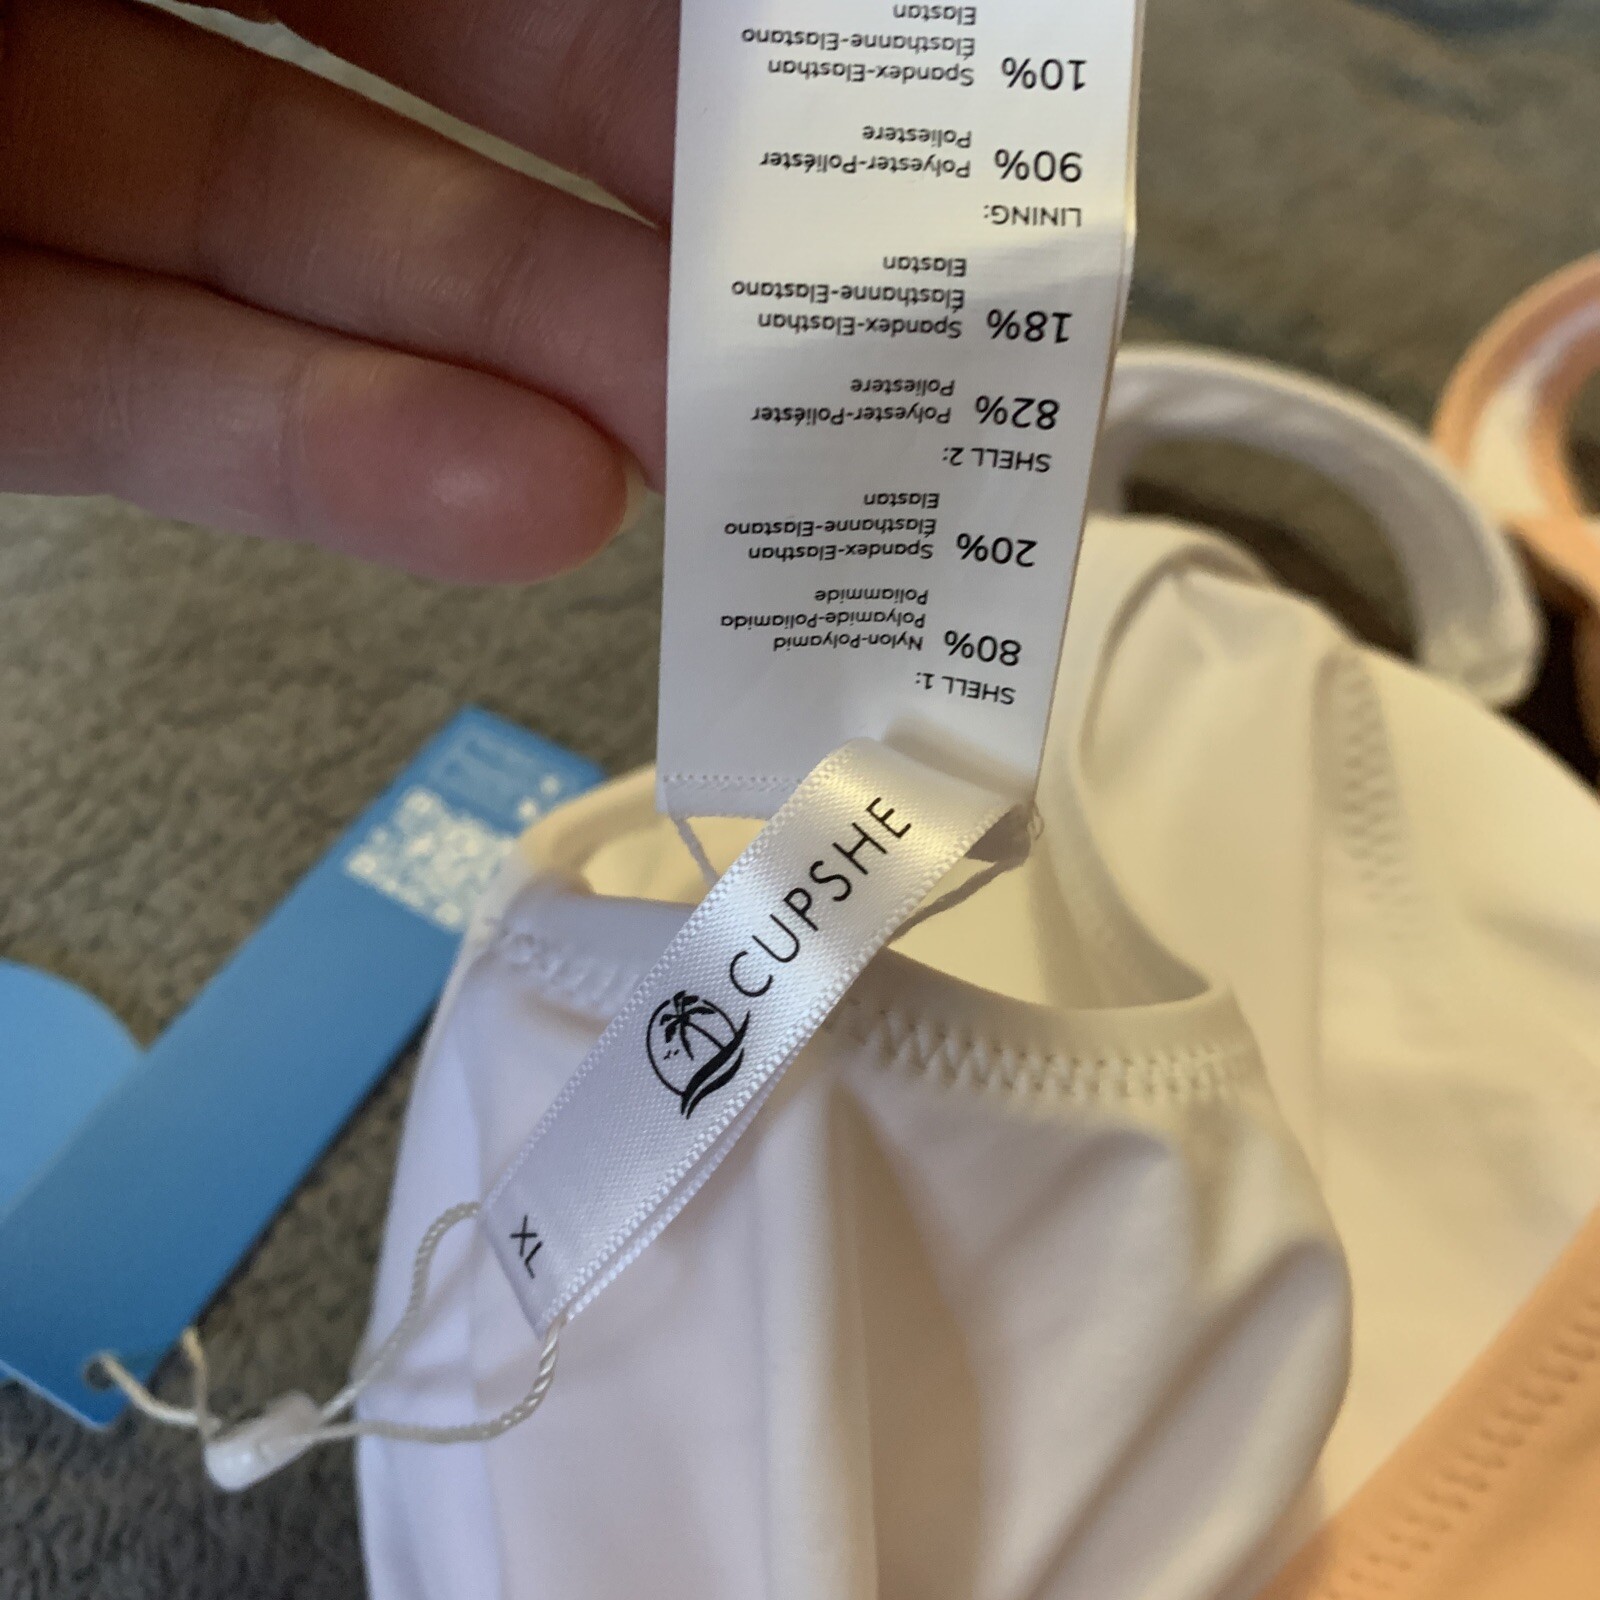 SHELL 1:
80% Nylon-Polyamid
Polyamide-Poliamida
Poliammide
20% Spandex-Elasthan
Élasthanne-Elastano
Elastan
SHELL 2:
82% Polyester-Poliéster
Poliestere
18% Spandex-Elasthan
Élasthanne-Elastano
Elastan
LINING:
90% Polyester-Poliéster
Poliestere
10% Spandex-Elasthan
Élasthanne-Elastano
Elastan
CUPSHE
XL